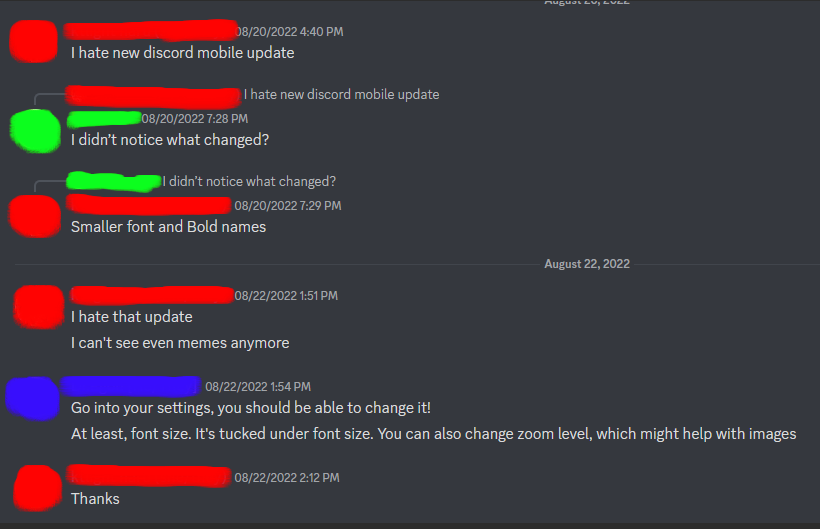 August 20, 2022
08/20/2022 4:40 PM
I hate new discord mobile update
I hate new discord mobile update
08/20/2022 7:28 PM
I didn't notice what changed?
I didn't notice what changed?
08/20/2022 7:29 PM
Smaller font and Bold names
August 22, 2022
08/22/2022 1:51 PM
I hate that update
I can't see even memes anymore
08/22/2022 1:54 PM
Go into your settings, you should be able to change it!
At least, font size. It's tucked under font size. You can also change zoom level, which might help with images
08/22/2022 2:12 PM
Thanks